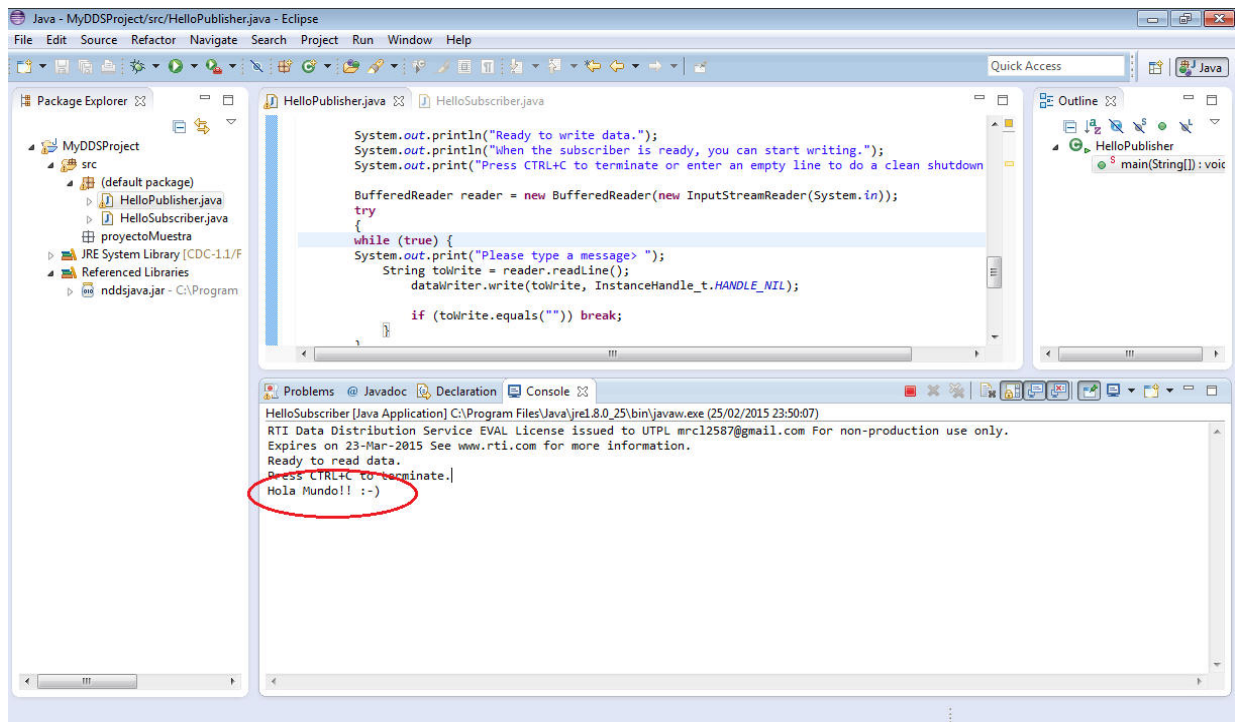 Java - MyDDSProject/src/HelloPublisher.java - Eclipse
File Edit Source Refactor Navigate Search Project Run Window Help
Quick Access
Java
Package Explorer
MyDDSProject
src
(default package)
HelloPublisher.java
HelloSubscriber.java
proyectoMuestra
JRE System Library [CDC-1.1/F
Referenced Libraries
nddsjava.jar - C:\Program
HelloPublisher.java HelloSubscriber.java
System.out.println("Ready to write data.");
System.out.println("When the subscriber is ready, you can start writing.");
System.out.print("Press CTRL+C to terminate or enter an empty line to do a clean shutdown
BufferedReader reader = new BufferedReader(new InputStreamReader(System.in));
try
{
while (true) {
System.out.print("Please type a message> ");
String toWrite = reader.readLine();
dataWriter.write(toWrite, InstanceHandle_t.HANDLE_NIL);
if (toWrite.equals("")) break;
}
Outline
HelloPublisher
main(String[]) : void
Problems @ Javadoc Declaration Console
HelloSubscriber [Java Application] C:\Program Files\Java\jre1.8.0_25\bin\javaw.exe (25/02/2015 23:50:07)
RTI Data Distribution Service EVAL License issued to UTPL mrcl2587@gmail.com For non-production use only.
Expires on 23-Mar-2015 See www.rti.com for more information.
Ready to read data.
Press CTRL+C to terminate.
Hola Mundo!! :-)